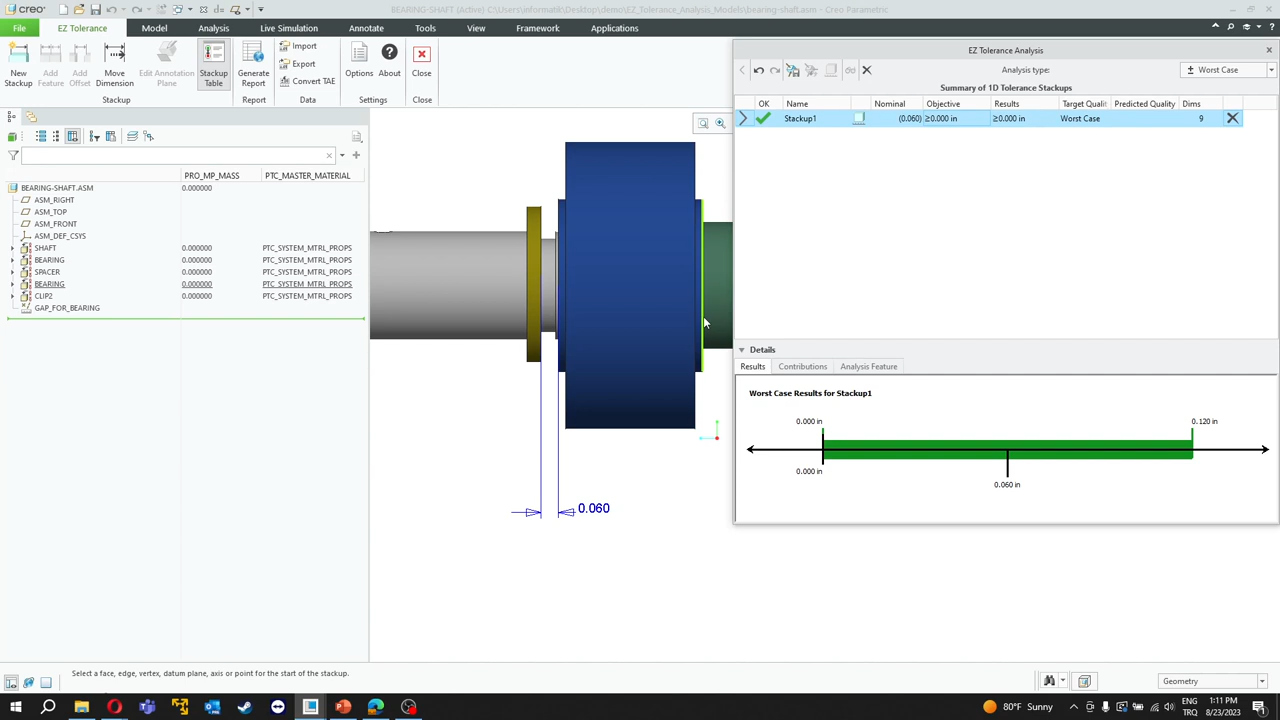 creo
BEARING-SHAFT (Active) C:\Users\informatik\Desktop\demo\EZ_Tolerance_Analysis_Models\bearing-shaft.asm - Creo Parametric
File
EZ Tolerance
Model
Analysis
Live Simulation
Annotate
Tools
View
Framework
Applications
New Stackup
Add Feature
Add Offset
Move Dimension
Edit Annotation Plane
Stackup Table
Generate Report
Import
Export
Convert TAE
Options
About
Close
Stackup
Report
Data
Settings
Close
PRO_MP_MASS PTC_MASTER_MATERIAL
BEARING-SHAFT.ASM 0.000000
ASM_RIGHT
ASM_TOP
ASM_FRONT
ASM_DEF_CSYS
SHAFT 0.000000 PTC_SYSTEM_MTRL_PROPS
BEARING 0.000000 PTC_SYSTEM_MTRL_PROPS
SPACER 0.000000 PTC_SYSTEM_MTRL_PROPS
BEARING 0.000000 PTC_SYSTEM_MTRL_PROPS
CLIP2 0.000000 PTC_SYSTEM_MTRL_PROPS
GAP_FOR_BEARING
0.060
EZ Tolerance Analysis
Analysis type:
± Worst Case
Summary of 1D Tolerance Stackups
OK Name Nominal Objective Results Target Quali Predicted Quality Dims
Stackup1 (0.060) ≥0.000 in ≥0.000 in Worst Case 9
Details
Results Contributions Analysis Feature
Worst Case Results for Stackup1
0.000 in 0.120 in
0.000 in
0.060 in
Select a face, edge, vertex, datum plane, axis or point for the start of the stackup.
Geometry
80°F Sunny
ENG
TRQ
1:11 PM
8/23/2023